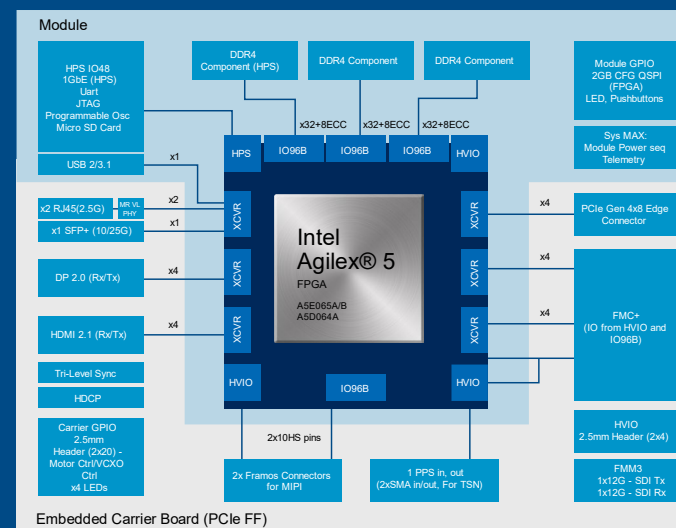 Module
HPS IO48
1GbE (HPS)
Uart
JTAG
Programmable Osc
Micro SD Card
DDR4
Component (HPS)
DDR4 Component
DDR4 Component
Module GPIO
2GB CFG QSPI
(FPGA)
LED, Pushbuttons
Sys MAX:
Module Power seq
Telemetry
x32+8ECC
x32+8ECC
x32+8ECC
USB 2/3.1
x1
HPS
IO96B
IO96B
IO96B
HVIO
x2 RJ45(2.5G)
MR VL
PHY
x2
x1 SFP+ (10/25G)
x1
XCVR
XCVR
x4
PCIe Gen 4x8 Edge
Connector
Intel
Agilex® 5
FPGA
A5E065A/B
A5D064A
DP 2.0 (Rx/Tx)
x4
XCVR
XCVR
x4
HDMI 2.1 (Rx/Tx)
x4
XCVR
XCVR
x4
FMC+
(IO from HVIO and
IO96B)
Tri-Level Sync
HDCP
HVIO
IO96B
HVIO
Carrier GPIO
2.5mm
Header (2x20) -
Motor Ctrl/VCXO
Ctrl
x4 LEDs
2x10HS pins
2x Framos Connectors
for MIPI
1 PPS in, out
(2xSMA in/out, For TSN)
HVIO
2.5mm Header (2x4)
FMM3
1x12G - SDI Tx
1x12G - SDI Rx
Embedded Carrier Board (PCIe FF)